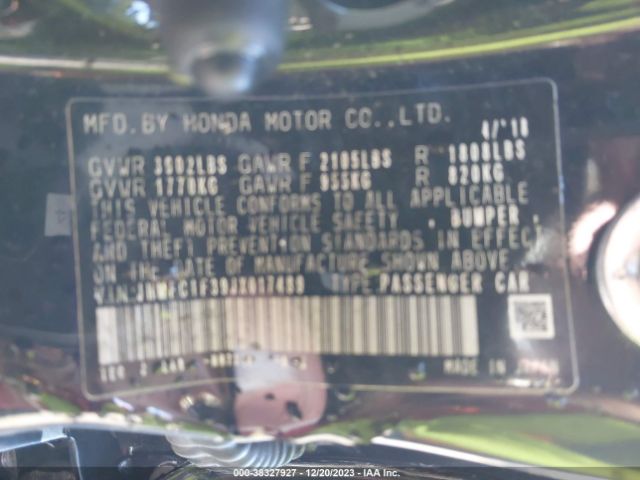 MFD. BY HONDA MOTOR CO.,LTD. 4/'18
GVWR 3902LBS GAWR F 2105LBS R 1808LBS
GVWR 1770KG GAWR F 955KG R 820KG
THIS VEHICLE CONFORMS TO ALL APPLICABLE
FEDERAL MOTOR VEHICLE SAFETY, BUMPER,
AND THEFT PREVENTION STANDARDS IN EFFECT
ON THE DATE OF MANUFACTURE SHOWN ABOVE.
VIN: TYPE: PASSENGER CAR
MADE IN JAPAN
000-38327927 - 12/20/2023 - IAA Inc.